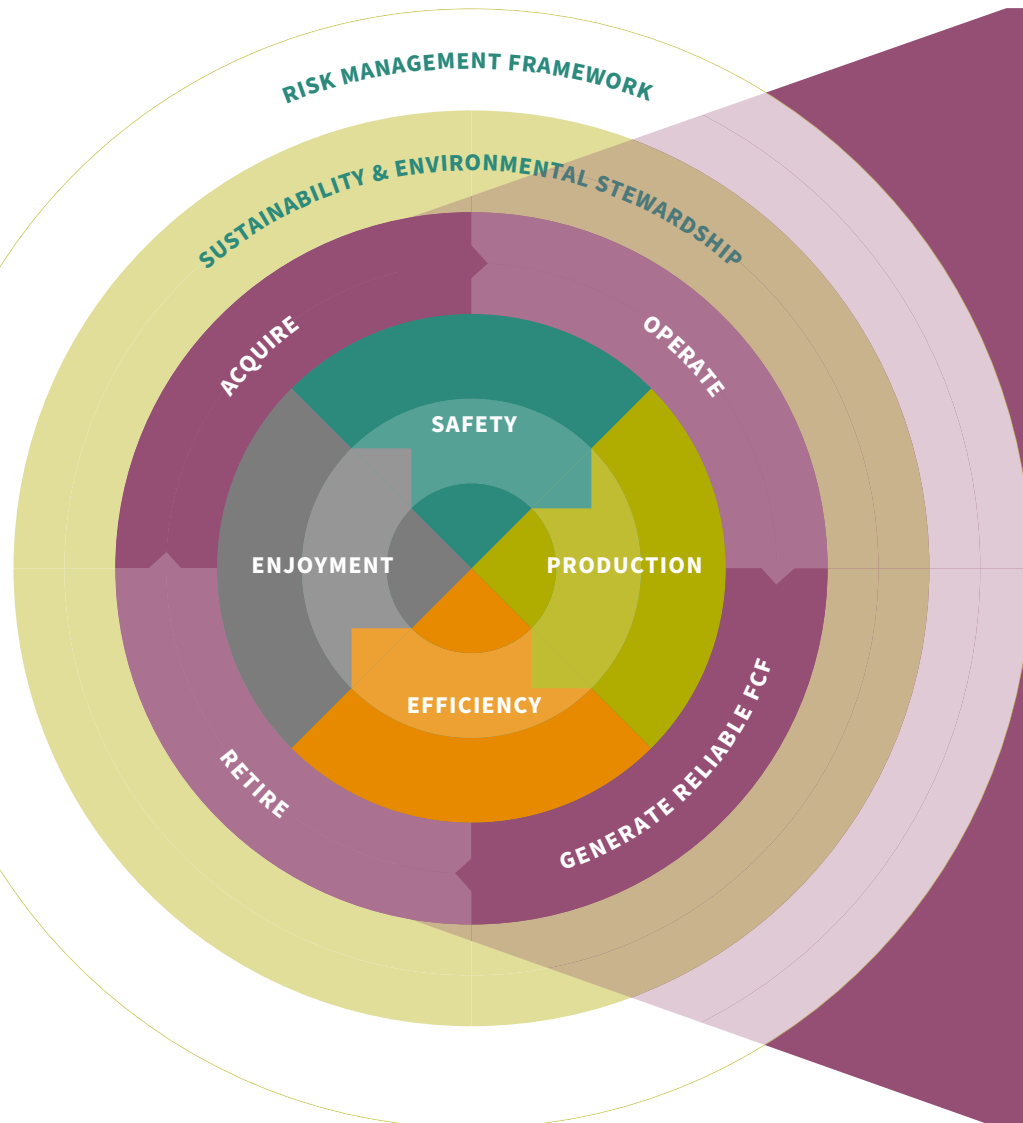 RISK MANAGEMENT FRAMEWORK
SUSTAINABILITY & ENVIRONMENTAL STEWARDSHIP
ACQUIRE
OPERATE
SAFETY
ENJOYMENT
PRODUCTION
EFFICIENCY
RETIRE
GENERATE RELIABLE FCF